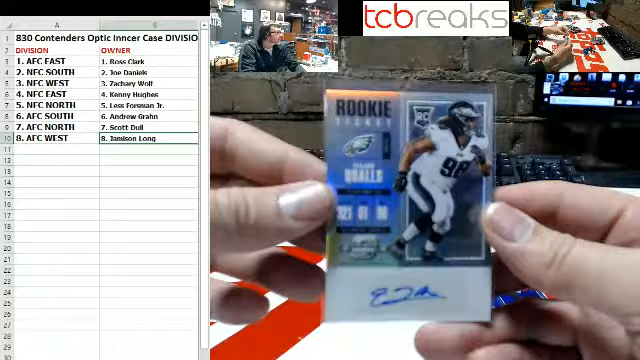 830 Contenders Optic Inncer Case DIVISIO
DIVISION OWNER
1. AFC EAST 1. Ross Clark
2. NFC SOUTH 2. Joe Daniels
3. NFC WEST 3. Zachary Wolf
4. NFC EAST 4. Kenny Hughes
5. NFC NORTH 5. Less Forsman Jr.
6. AFC SOUTH 6. Andrew Grahn
7. AFC NORTH 7. Scott Dull
8. AFC WEST 8. Jamison Long
tcbreaks
ROOKIE
TICKET
RC
QUALLS
98